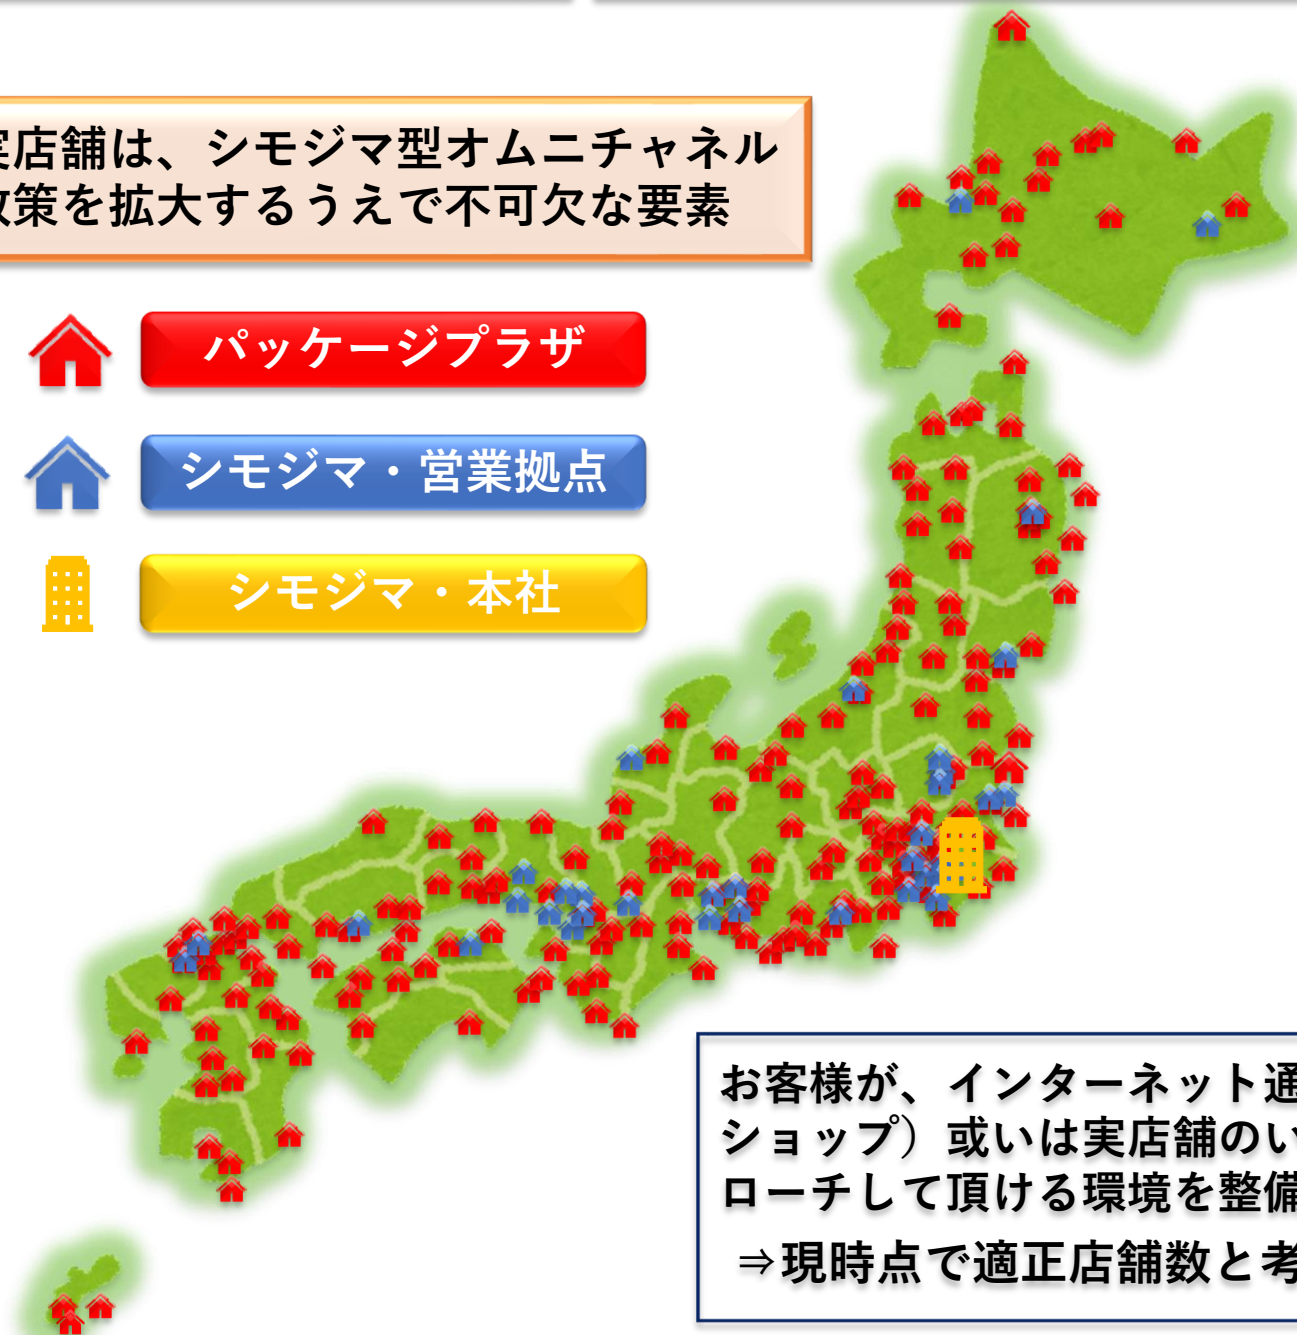 実店舗は、シモジマ型オムニチャネル
政策を拡大するうえで不可欠な要素
パッケージプラザ
シモジマ・営業拠点
シモジマ・本社
お客様が、インターネット通
ショップ）或いは実店舗のい
ローチして頂ける環境を整備
⇒現時点で適正店舗数と考